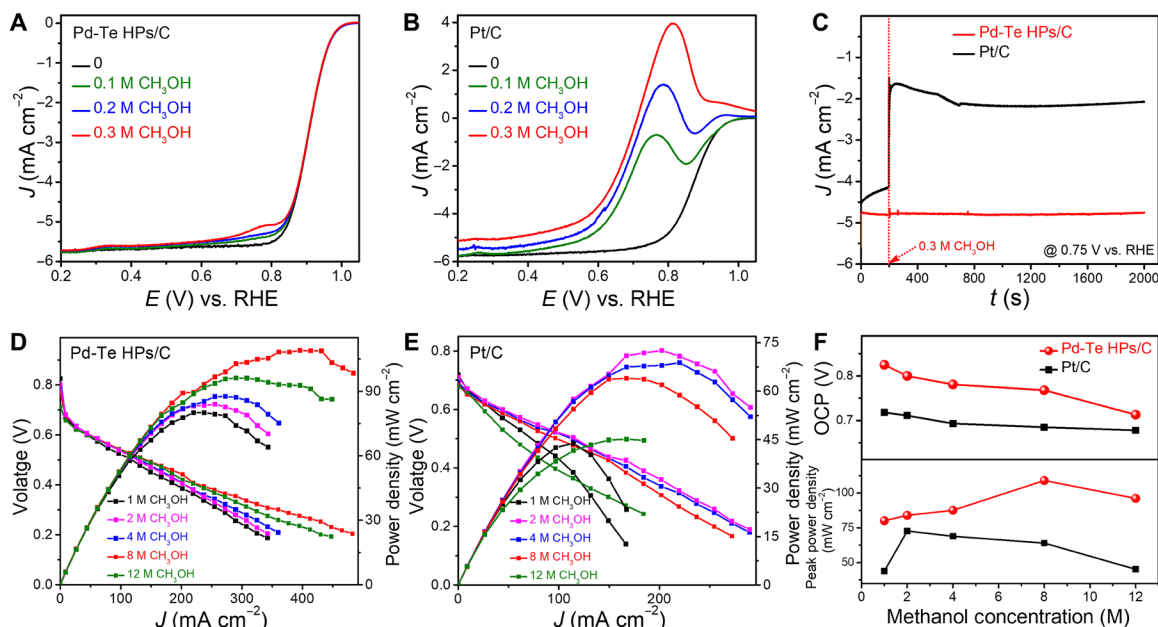 A
Pd-Te HPs/C
0
0.1 M CH₃OH
0.2 M CH₃OH
0.3 M CH₃OH
J (mA cm⁻²)
0
−1
−2
−3
−4
−5
−6
0.2 0.4 0.6 0.8 1.0
E (V) vs. RHE
B
Pt/C
0
0.1 M CH₃OH
0.2 M CH₃OH
0.3 M CH₃OH
J (mA cm⁻²)
4
2
0
−2
−4
−6
0.2 0.4 0.6 0.8 1.0
E (V) vs. RHE
C
Pd-Te HPs/C
Pt/C
J (mA cm⁻²)
0
−1
−2
−4
−5
−6
0.3 M CH₃OH
@ 0.75 V vs. RHE
0 400 800 1200 1600 2000
t (s)
D
Pd-Te HPs/C
Volatge (V)
0.8
0.6
0.4
0.2
0.0
1 M CH₃OH
2 M CH₃OH
4 M CH₃OH
8 M CH₃OH
12 M CH₃OH
90
60
30
0
Power density (mW cm⁻²)
0 100 200 300 400
J (mA cm⁻²)
E
Pt/C
Volatge (V)
0.8
0.6
0.4
0.2
0.0
1 M CH₃OH
2 M CH₃OH
4 M CH₃OH
8 M CH₃OH
12 M CH₃OH
75
60
45
30
15
0
Power density (mW cm⁻²)
0 100 200 300
J (mA cm⁻²)
F
Pd-Te HPs/C
Pt/C
OCP (V)
0.8
0.7
Peak power density
(mW cm⁻²)
100
75
50
0 2 4 6 8 10 12
Methanol concentration (M)